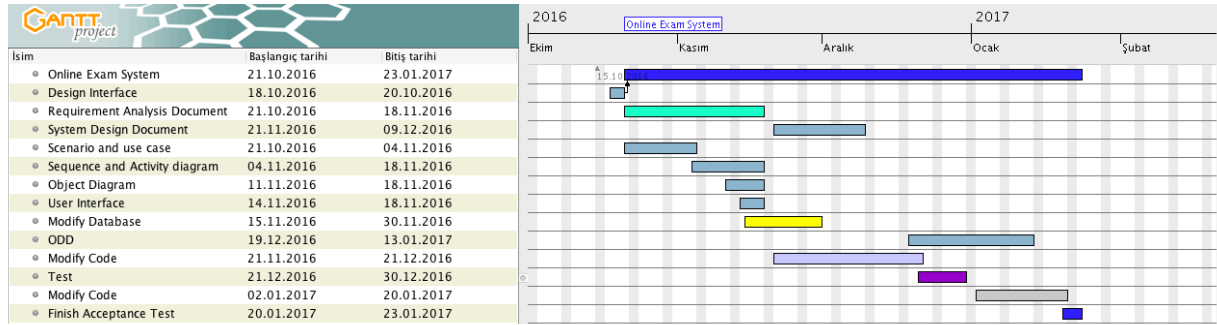 GANTT
project
2016
2017
Online Exam System
Ekim
Kasım
Aralık
Ocak
Şubat
İsim Başlangıç tarihi Bitiş tarihi
Online Exam System 21.10.2016 23.01.2017
15.10.2016
Design Interface 18.10.2016 20.10.2016
Requirement Analysis Document 21.10.2016 18.11.2016
System Design Document 21.11.2016 09.12.2016
Scenario and use case 21.10.2016 04.11.2016
Sequence and Activity diagram 04.11.2016 18.11.2016
Object Diagram 11.11.2016 18.11.2016
User Interface 14.11.2016 18.11.2016
Modify Database 15.11.2016 30.11.2016
ODD 19.12.2016 13.01.2017
Modify Code 21.11.2016 21.12.2016
Test 21.12.2016 30.12.2016
Modify Code 02.01.2017 20.01.2017
Finish Acceptance Test 20.01.2017 23.01.2017